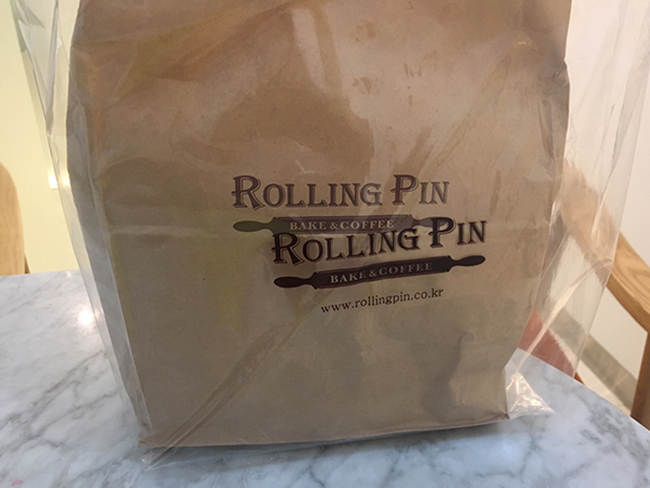 ROLLING PIN
BAKE & COFFEE
ROLLING PIN
BAKE & COFFEE
www.rollingpin.co.kr